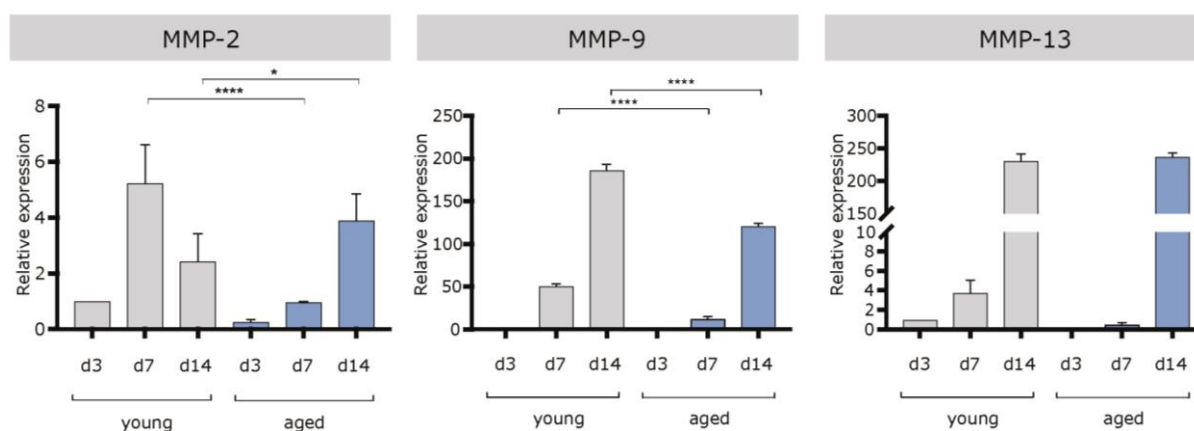 MMP-2
MMP-9
MMP-13
*
****
****
****
Relative expression
8
6
4
2
0
d3 d7 d14 d3 d7 d14
young aged
Relative expression
250
200
150
100
50
0
d3 d7 d14 d3 d7 d14
young aged
Relative expression
300
250
200
150
10
8
6
4
2
0
d3 d7 d14 d3 d7 d14
young aged